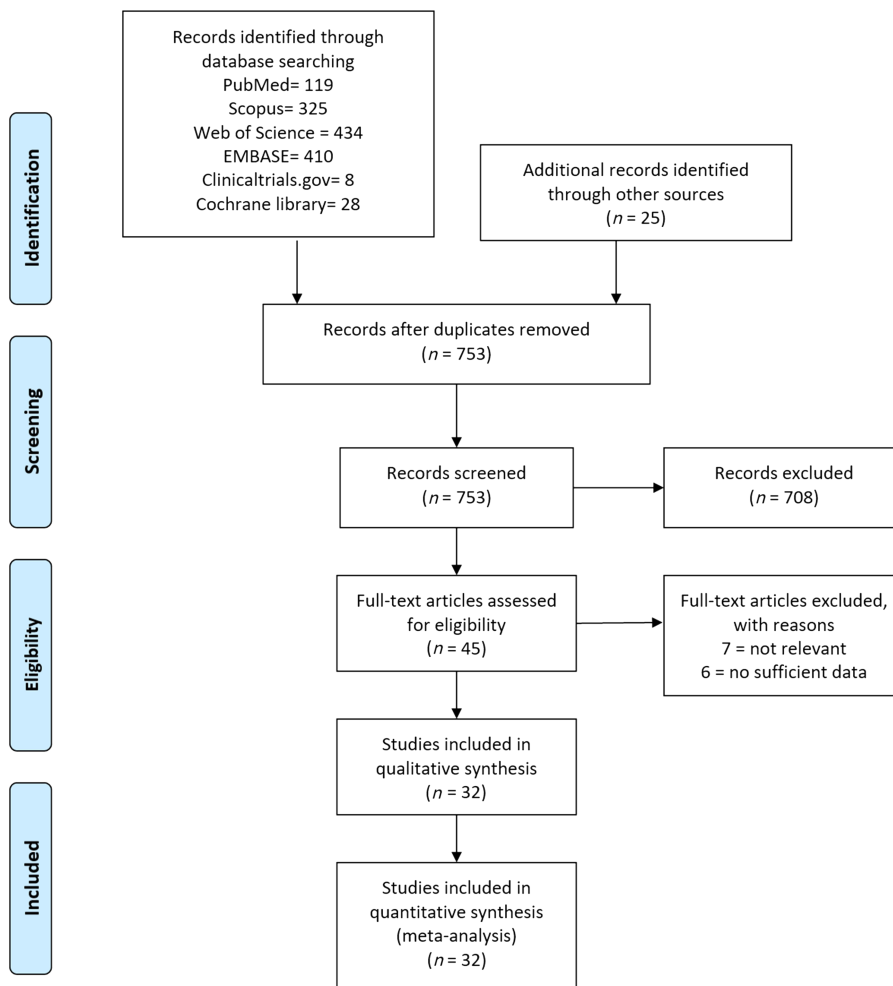 Records identified through
database searching
PubMed= 119
Scopus= 325
Web of Science = 434
EMBASE= 410
Clinicaltrials.gov= 8
Cochrane library= 28
Additional records identified
through other sources
(n = 25)
Identification
Records after duplicates removed
(n = 753)
Screening
Records screened
(n = 753)
Records excluded
(n = 708)
Eligibility
Full-text articles assessed
for eligibility
(n = 45)
Full-text articles excluded,
with reasons
7 = not relevant
6 = no sufficient data
Studies included in
qualitative synthesis
(n = 32)
Included
Studies included in
quantitative synthesis
(meta-analysis)
(n = 32)